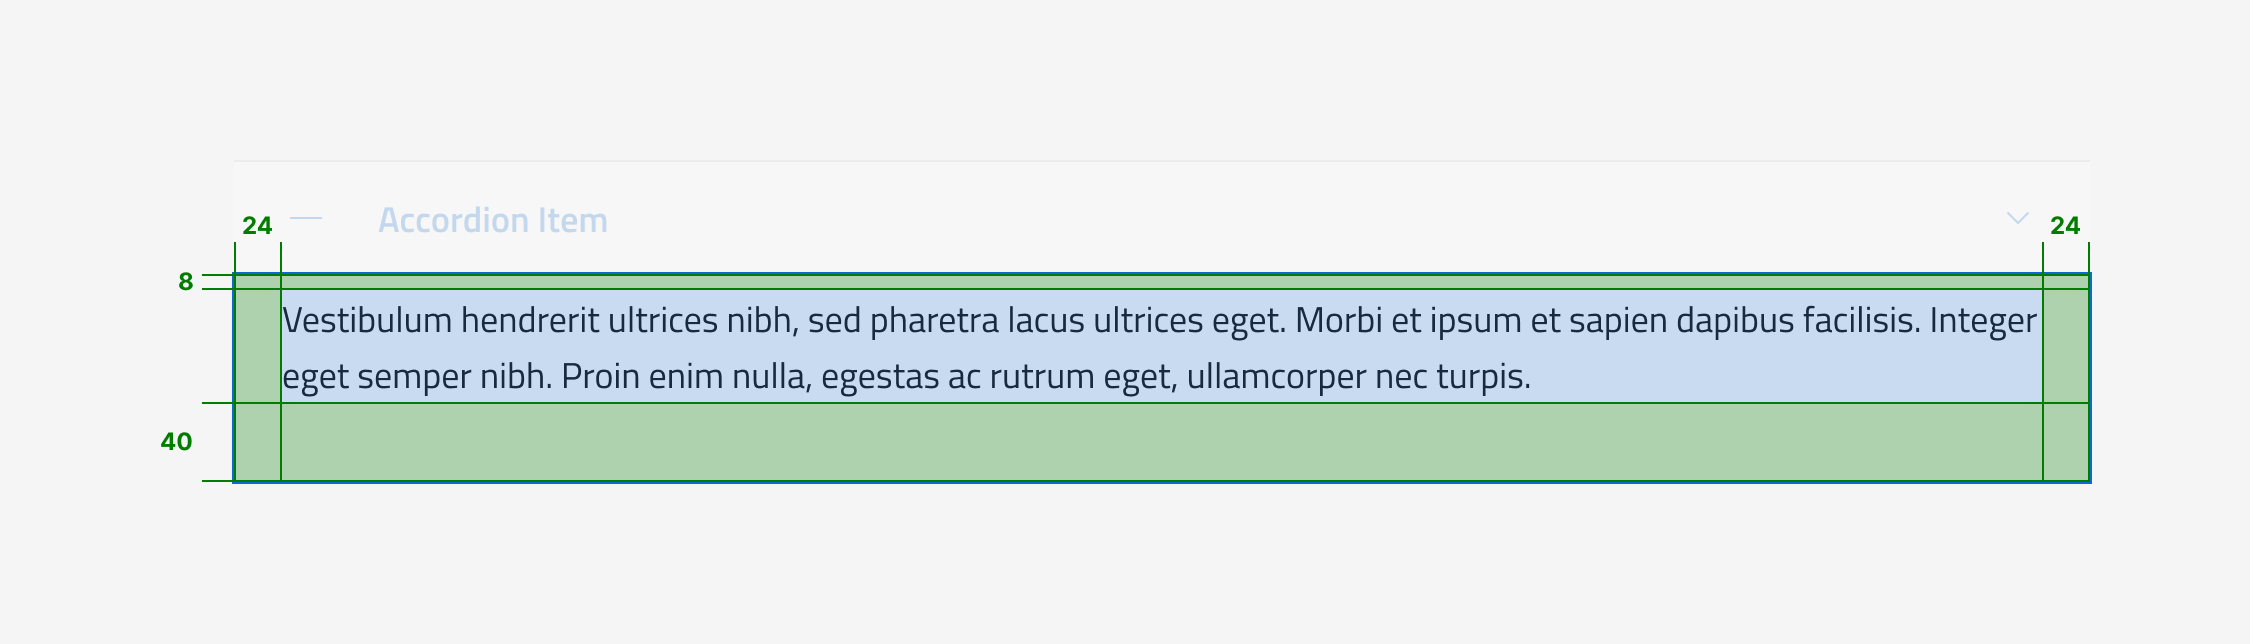 Accordion Item
24
24
8
Vestibulum hendrerit ultrices nibh, sed pharetra lacus ultrices eget. Morbi et ipsum et sapien dapibus facilisis. Integer
eget semper nibh. Proin enim nulla, egestas ac rutrum eget, ullamcorper nec turpis.
40